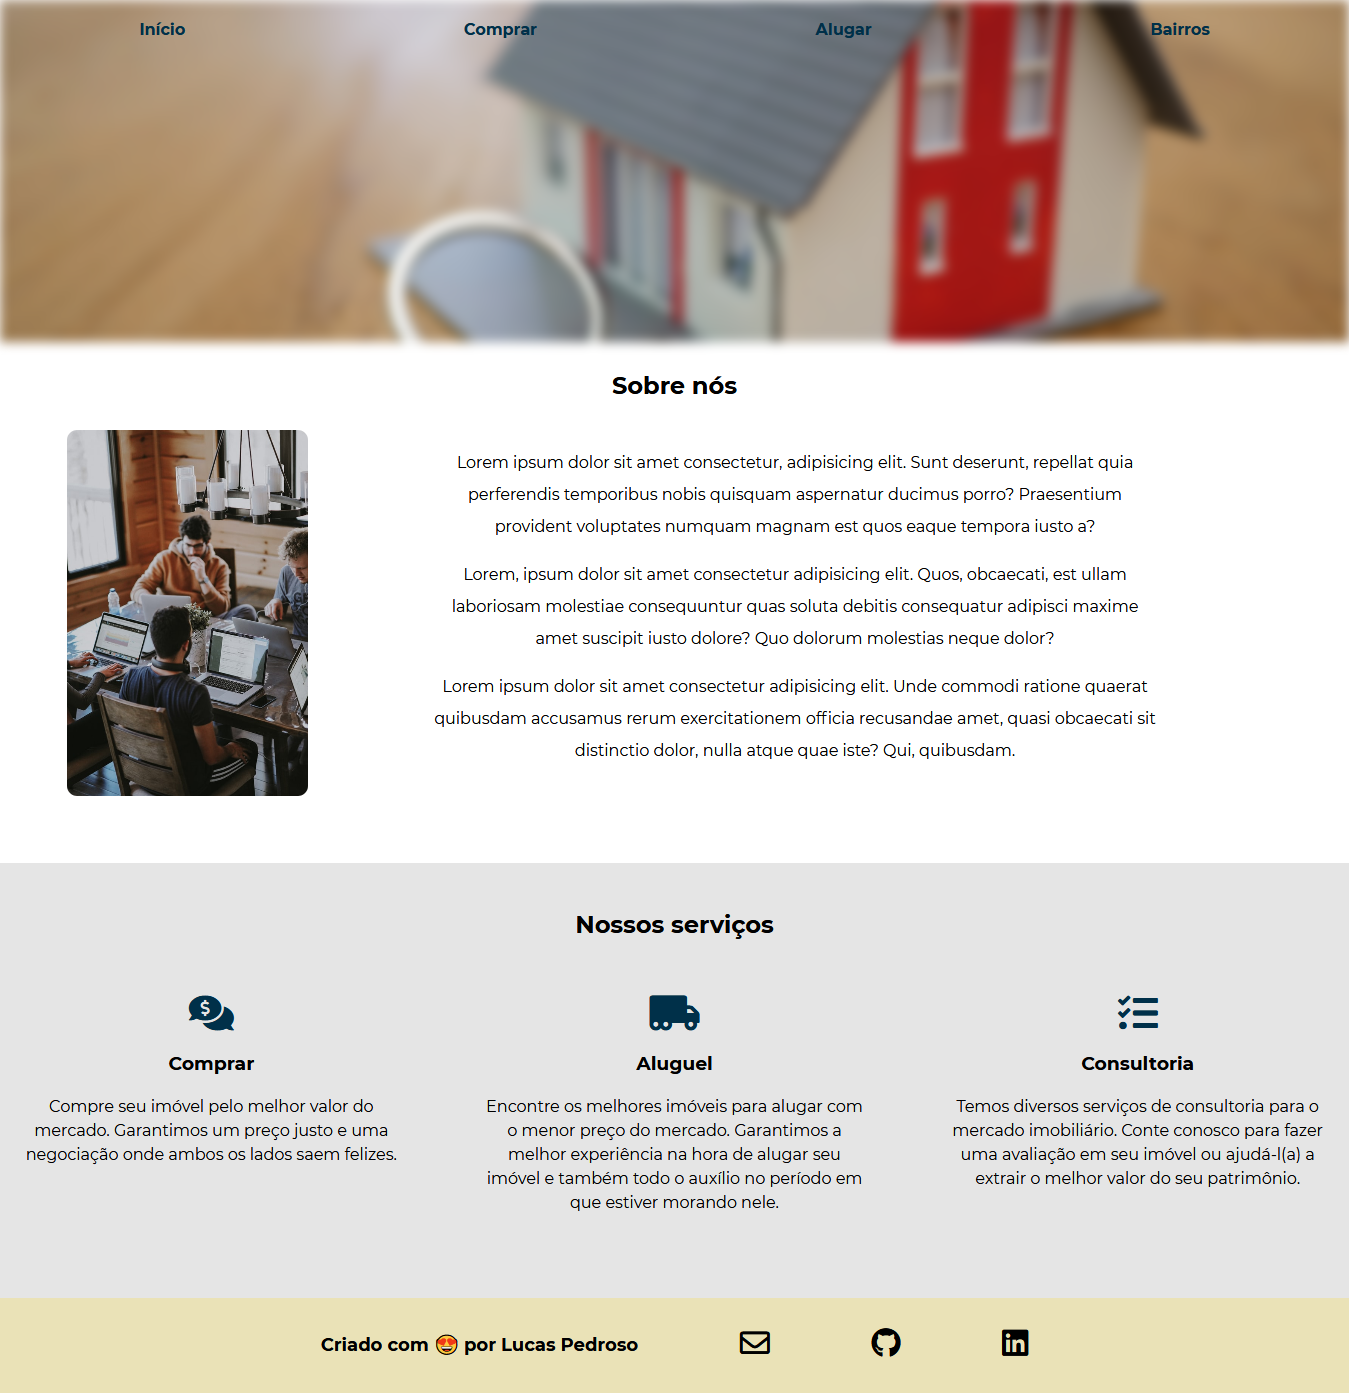 Início Comprar Alugar Bairros
Sobre nós
Lorem ipsum dolor sit amet consectetur, adipisicing elit. Sunt deserunt, repellat quia
perferendis temporibus nobis quisquam aspernatur ducimus porro? Praesentium
provident voluptates numquam magnam est quos eaque tempora iusto a?
Lorem, ipsum dolor sit amet consectetur adipisicing elit. Quos, obcaecati, est ullam
laboriosam molestiae consequuntur quas soluta debitis consequatur adipisci maxime
amet suscipit iusto dolore? Quo dolorum molestias neque dolor?
Lorem ipsum dolor sit amet consectetur adipisicing elit. Unde commodi ratione quaerat
quibusdam accusamus rerum exercitationem officia recusandae amet, quasi obcaecati sit
distinctio dolor, nulla atque quae iste? Qui, quibusdam.
Nossos serviços
Comprar
Compre seu imóvel pelo melhor valor do
mercado. Garantimos um preço justo e uma
negociação onde ambos os lados saem felizes.
Aluguel
Encontre os melhores imóveis para alugar com
o menor preço do mercado. Garantimos a
melhor experiência na hora de alugar seu
imóvel e também todo o auxílio no período em
que estiver morando nele.
Consultoria
Temos diversos serviços de consultoria para o
mercado imobiliário. Conte conosco para fazer
uma avaliação em seu imóvel ou ajudá-l(a) a
extrair o melhor valor do seu patrimônio.
Criado com 🤩 por Lucas Pedroso